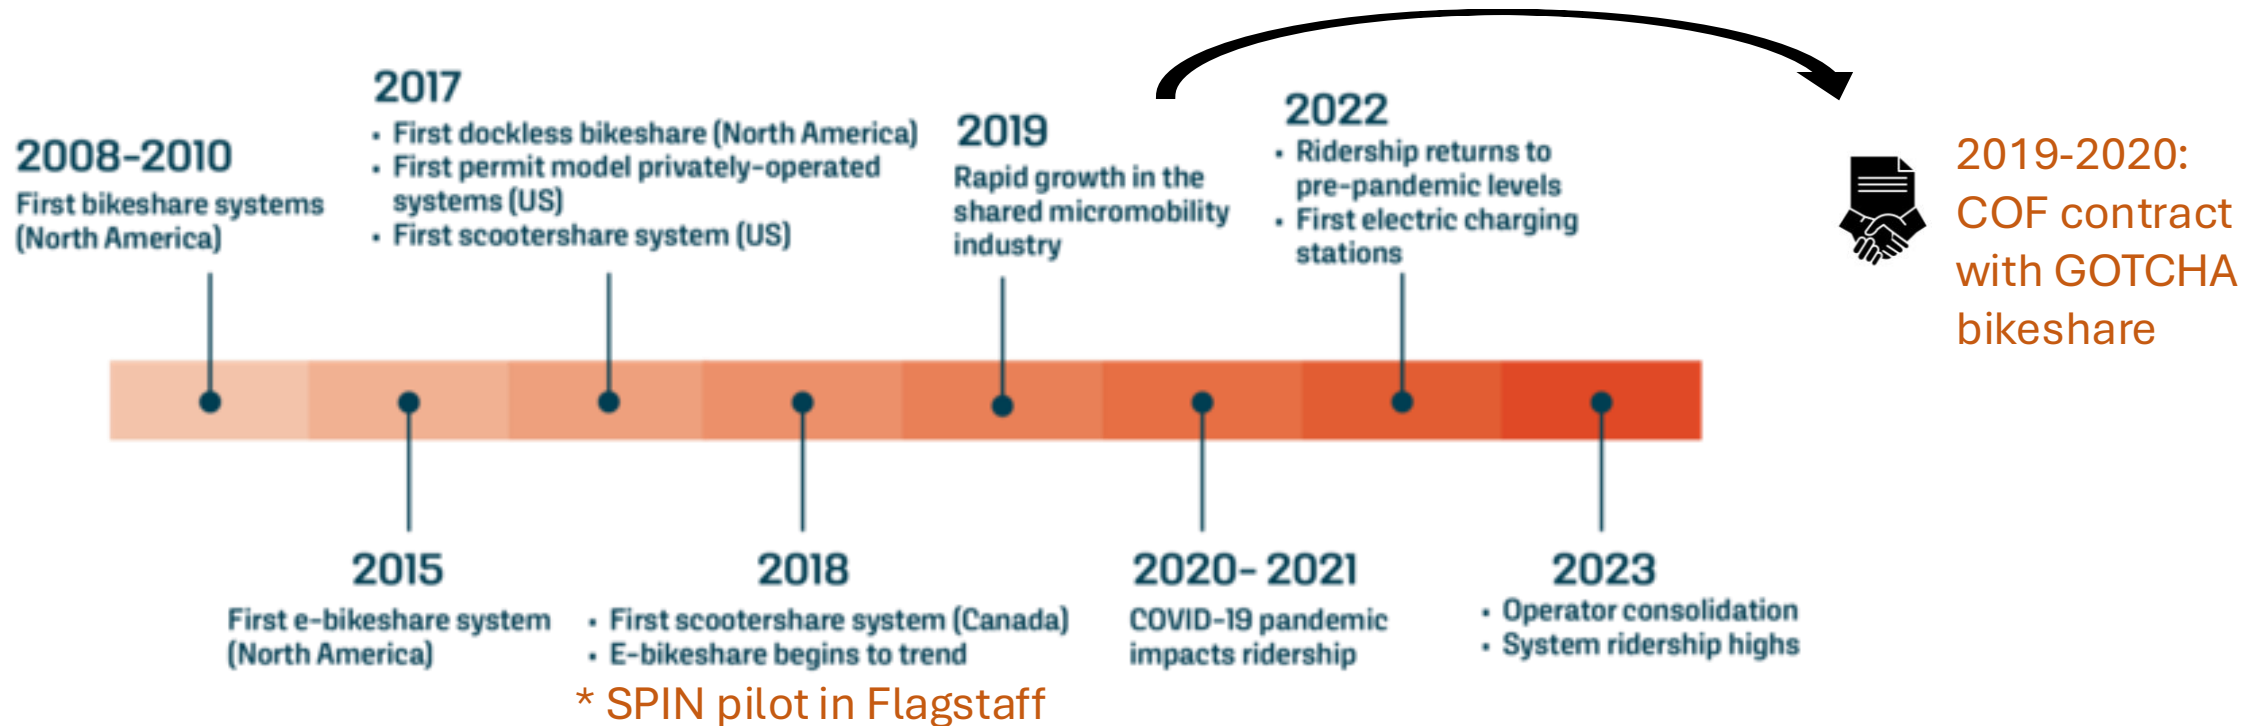 2008-2010
First bikeshare systems
(North America)
2015
First e-bikeshare system
(North America)
2017
• First dockless bikeshare (North America)
• First permit model privately-operated
systems (US)
• First scootershare system (US)
2018
• First scootershare system (Canada)
• E-bikeshare begins to trend
* SPIN pilot in Flagstaff
2019
Rapid growth in the
shared micromobility
industry
2020- 2021
COVID-19 pandemic
impacts ridership
2022
• Ridership returns to
pre-pandemic levels
• First electric charging
stations
2023
• Operator consolidation
• System ridership highs
2019-2020:
COF contract
with GOTCHA
bikeshare